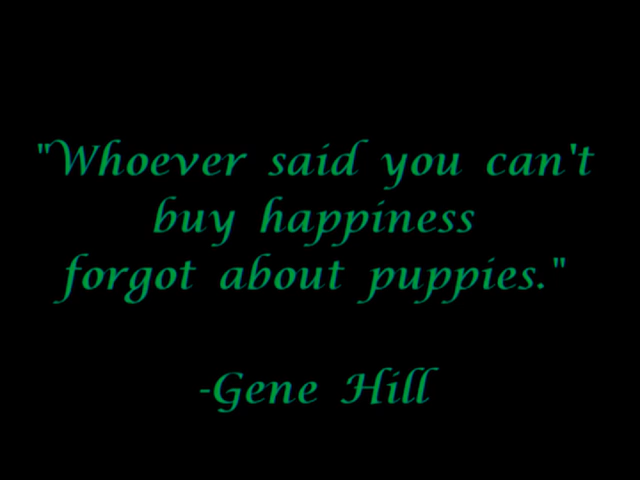 "Whoever said you can't
buy happiness
forgot about puppies."
-Gene Hill